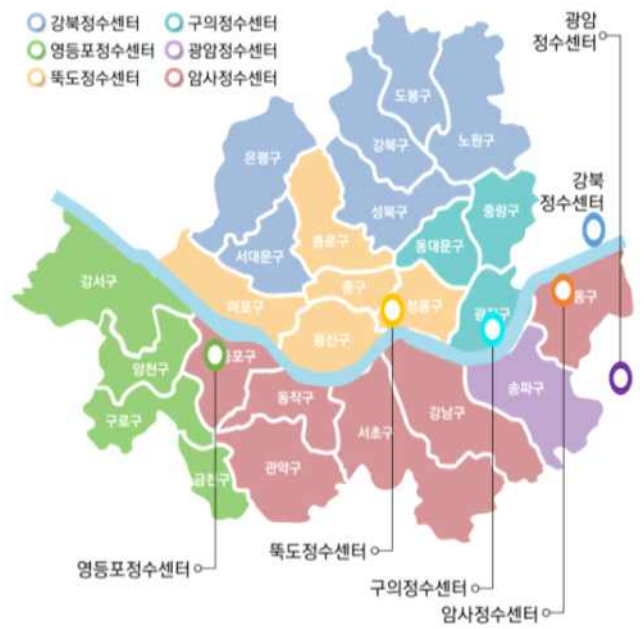 강북정수센터
구의정수센터
영등포정수센터
광암정수센터
뚝도정수센터
암사정수센터
광암
정수센터
도봉구
강북구
노원구
은평구
강북
정수센터
성북구
중랑구
종로구
동대문구
서대문구
강서구
중구
마포구
성동구
광진구
동구
용산구
등포구
양천구
송파구
동작구
강남구
구로구
서초구
관악구
금천구
뚝도정수센터
영등포정수센터
구의정수센터
암사정수센터